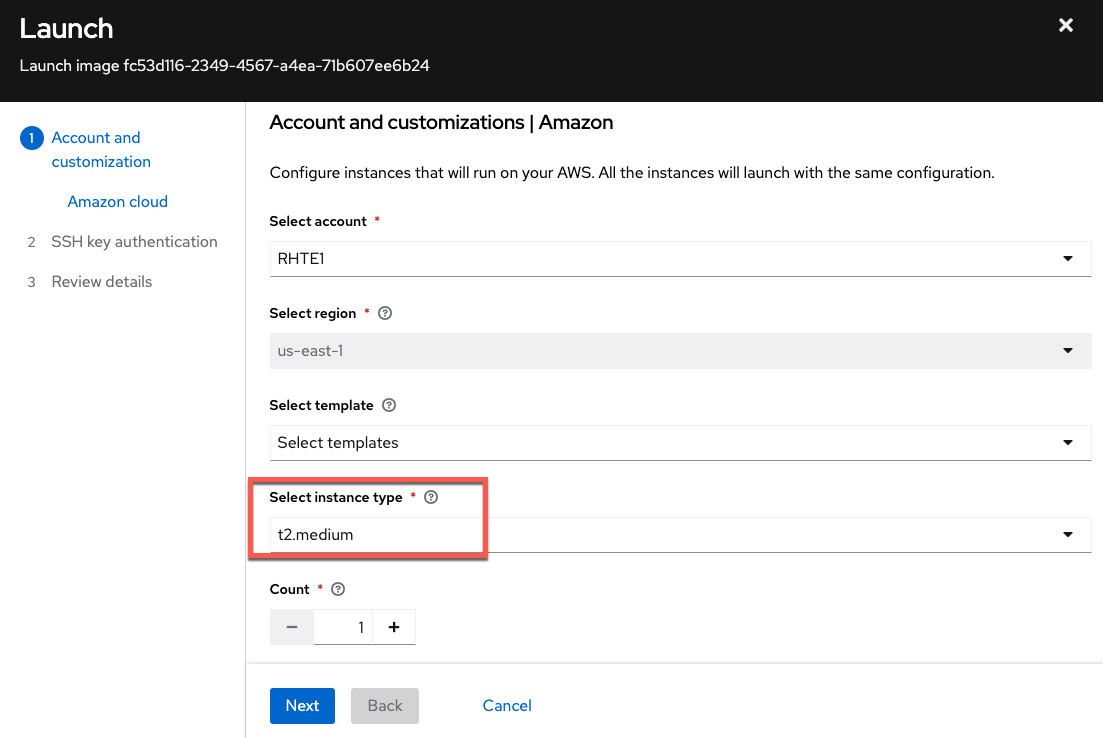 Launch
Launch image fc53d116-2349-4567-a4ea-71b607ee6b24
1 Account and
customization
Amazon cloud
2 SSH key authentication
3 Review details
Account and customizations | Amazon
Configure instances that will run on your AWS. All the instances will launch with the same configuration.
Select account *
RHTE1
Select region *
us-east-1
Select template
Select templates
Select instance type *
t2.medium
Count *
1
Next Back Cancel